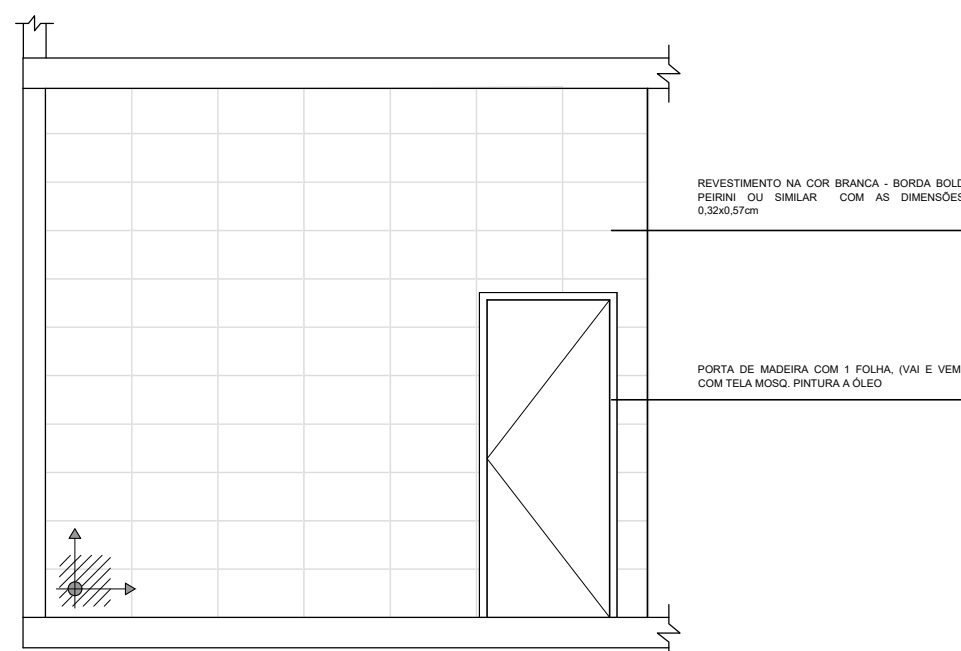 REVESTIMENTO NA COR BRANCA - BORDA BOLD
PEIRINI OU SIMILAR COM AS DIMENSÕES
0,32x0,57cm
PORTA DE MADEIRA COM 1 FOLHA, (VAI E VEM
COM TELA MOSQ. PINTURA A ÓLEO